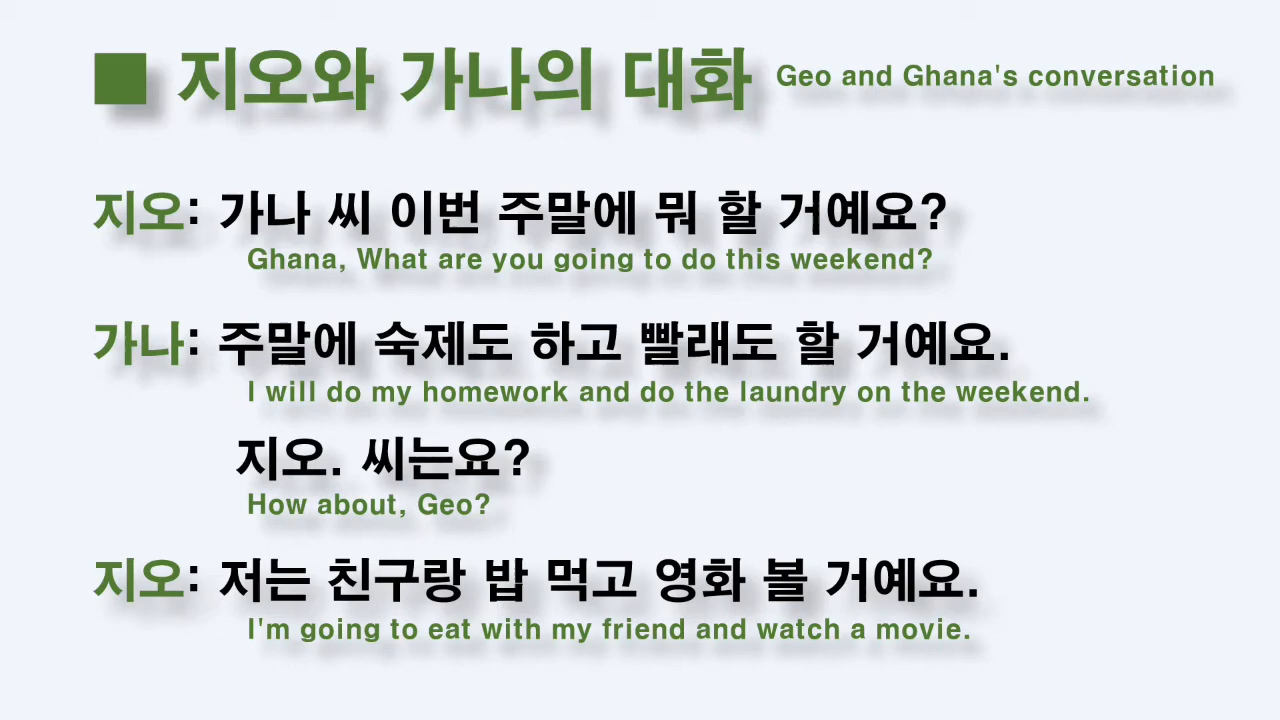 ■ 지오와 가나의 대화 Geo and Ghana's conversation
지오: 가나 씨 이번 주말에 뭐 할 거예요?
Ghana, What are you going to do this weekend?
가나: 주말에 숙제도 하고 빨래도 할 거예요.
I will do my homework and do the laundry on the weekend.
지오. 씨는요?
How about, Geo?
지오: 저는 친구랑 밥 먹고 영화 볼 거예요.
I'm going to eat with my friend and watch a movie.